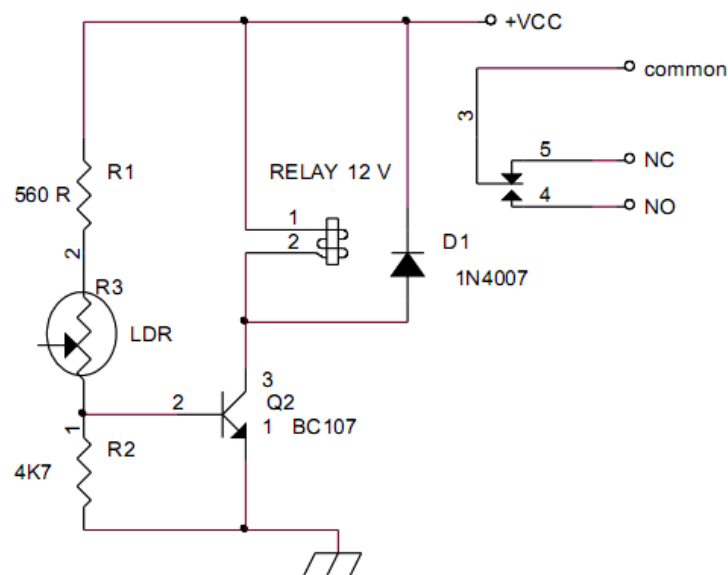 +VCC
common
3
5
NC
4
NO
R1
560 R
RELAY 12 V
1
2
D1
1N4007
2
R3
LDR
3
2
Q2
1
BC107
1
R2
4K7